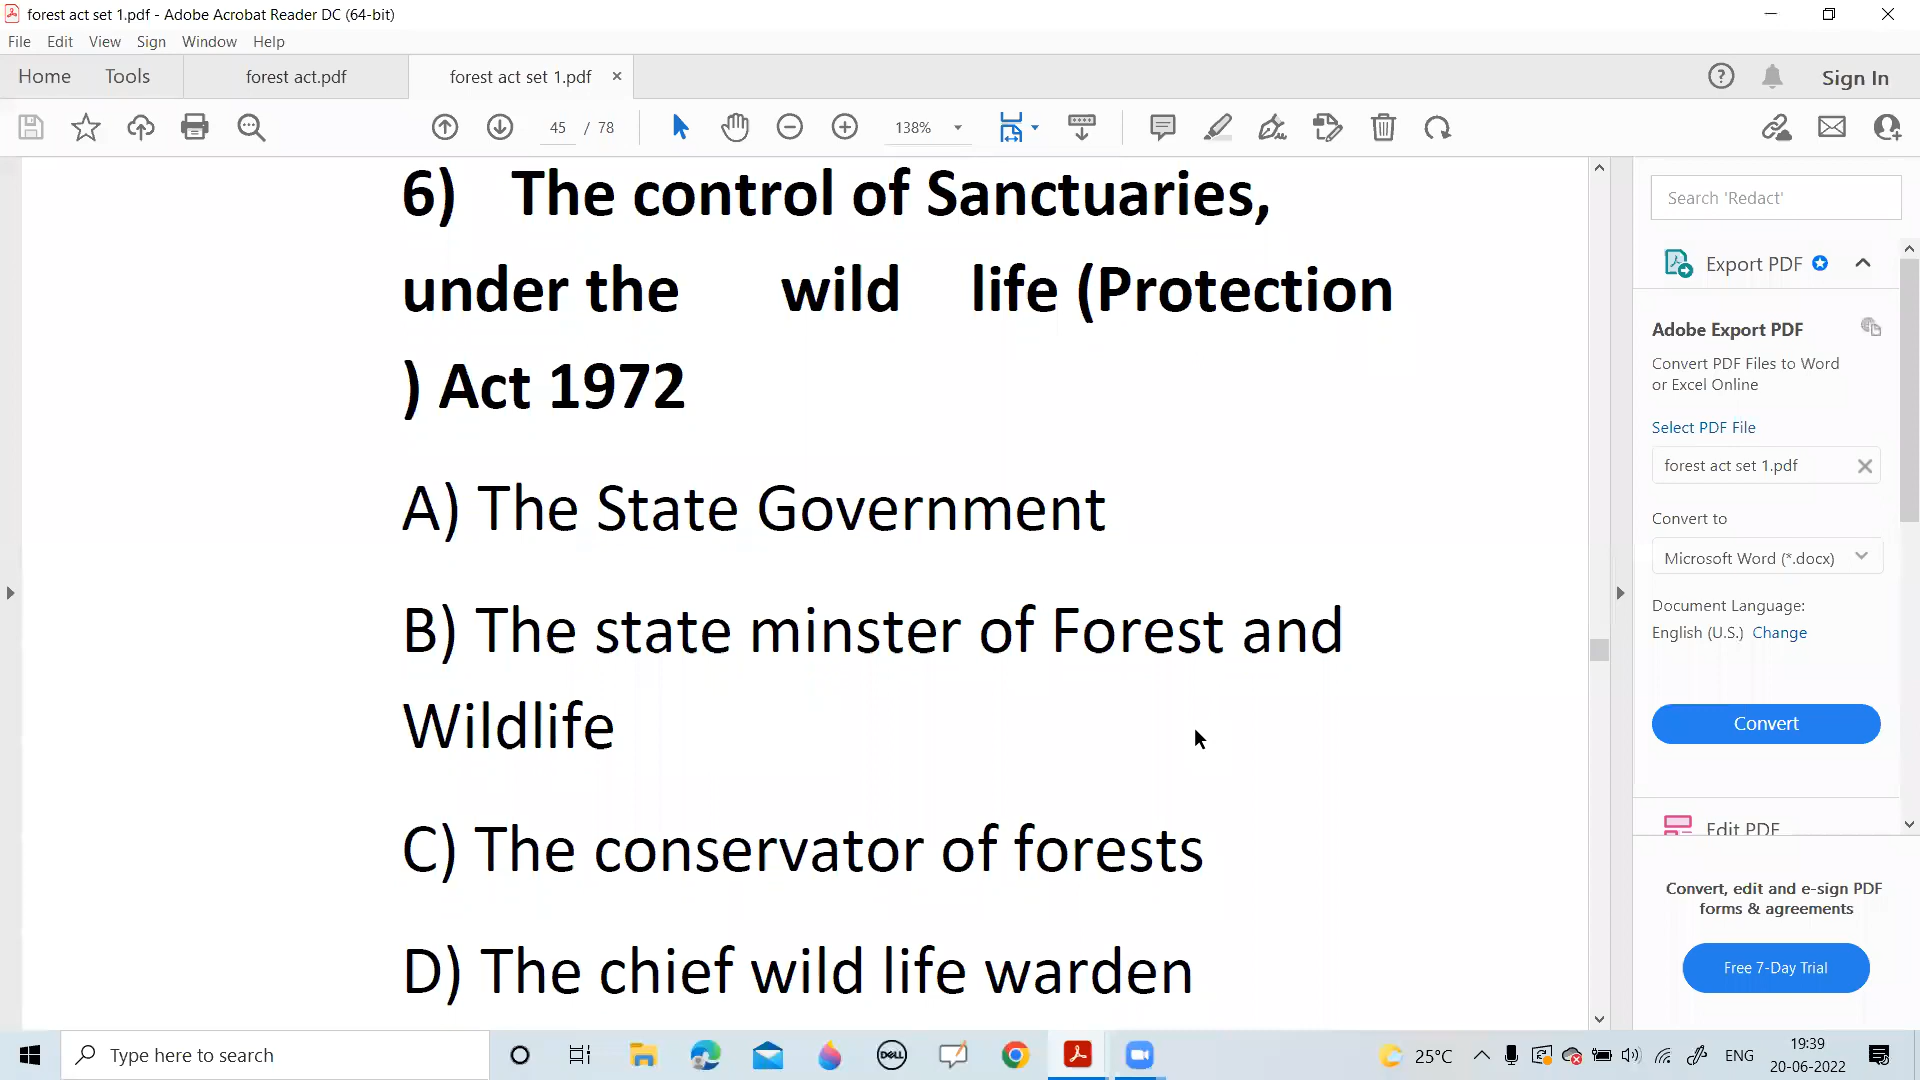 forest act set 1.pdf - Adobe Acrobat Reader DC (64-bit)
File Edit View Sign Window Help
Home Tools forest act.pdf forest act set 1.pdf Sign In
45 / 78 138%
6) The control of Sanctuaries,
under the wild life (Protection
) Act 1972
A) The State Government
B) The state minster of Forest and
Wildlife
C) The conservator of forests
D) The chief wild life warden
Search 'Redact'
Export PDF
Adobe Export PDF
Convert PDF Files to Word
or Excel Online
Select PDF File
forest act set 1.pdf
Convert to
Microsoft Word (*.docx)
Document Language:
English (U.S.) Change
Convert
Edit PDF
Convert, edit and e-sign PDF
forms & agreements
Free 7-Day Trial
Type here to search
DELL
25°C
ENG
19:39
20-06-2022